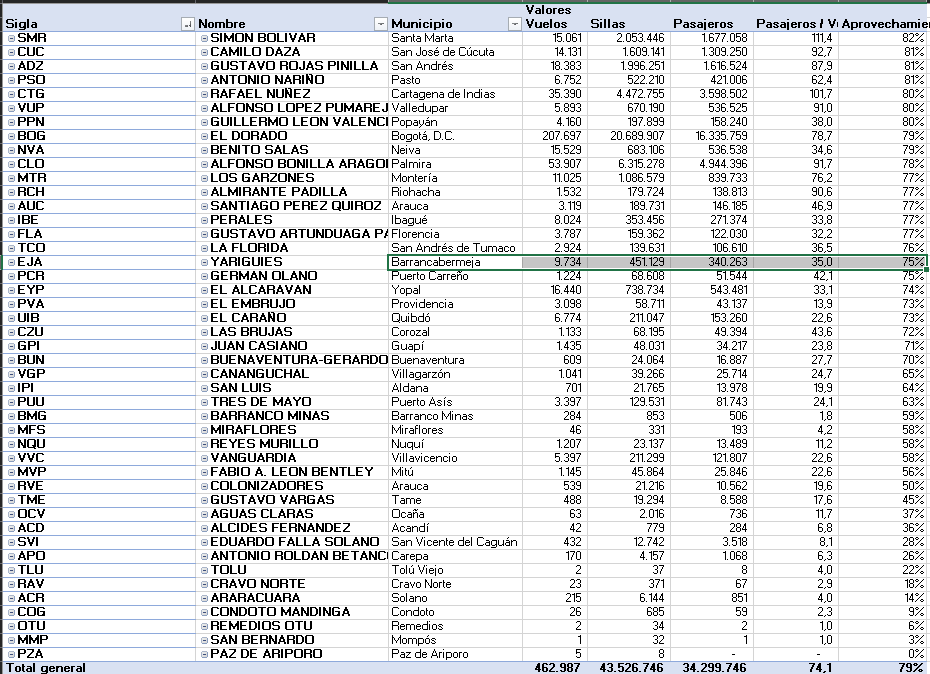 Valores
Sigla Nombre Municipio Vuelos Sillas Pasajeros Pasajeros / V Aprovechamie
SMR SIMON BOLIVAR Santa Marta 15.061 2.053.446 1.677.058 111,4 82%
CUC CAMILO DAZA San José de Cúcuta 14.131 1.609.141 1.309.250 92,7 81%
ADZ GUSTAVO ROJAS PINILLA San Andrés 18.383 1.996.251 1.616.524 87,9 81%
PSO ANTONIO NARIÑO Pasto 6.752 522.210 421.006 62,4 81%
CTG RAFAEL NUÑEZ Cartagena de Indias 35.390 4.472.755 3.598.502 101,7 80%
VUP ALFONSO LOPEZ PUMAREJ Valledupar 5.893 670.190 536.525 91,0 80%
PPN GUILLERMO LEON VALENCI Popayán 4.160 197.899 158.240 38,0 80%
BOG EL DORADO Bogotá, D.C. 207.697 20.689.907 16.335.759 78,7 79%
NVA BENITO SALAS Neiva 15.529 683.106 536.538 34,6 79%
CLO ALFONSO BONILLA ARAGO Palmira 53.907 6.315.278 4.944.396 91,7 78%
MTR LOS GARZONES Montería 11.025 1.086.579 839.733 76,2 77%
RCH ALMIRANTE PADILLA Riohacha 1.532 179.724 138.813 90,6 77%
AUC SANTIAGO PEREZ QUIROZ Arauca 3.119 189.731 146.185 46,9 77%
IBE PERALES Ibagué 8.024 353.456 271.374 33,8 77%
FLA GUSTAVO ARTUNDUAGA PA Florencia 3.787 159.362 122.030 32,2 77%
TCO LA FLORIDA San Andrés de Tumaco 2.924 139.631 106.610 36,5 76%
EJA YARIGUIES Barrancabermeja 9.734 451.129 340.263 35,0 75%
PCR GERMAN OLANO Puerto Carreño 1.224 68.608 51.544 42,1 75%
EYP EL ALCARAVAN Yopal 16.440 738.734 543.481 33,1 74%
PVA EL EMBRUJO Providencia 3.098 58.711 43.137 13,9 73%
UIB EL CARAÑO Quibdó 6.774 211.047 153.260 22,6 73%
CZU LAS BRUJAS Corozal 1.133 68.195 49.394 43,6 72%
GPI JUAN CASIANO Guapí 1.435 48.031 34.217 23,8 71%
BUN BUENAVENTURA-GERARDO Buenaventura 609 24.064 16.887 27,7 70%
VGP CANANGUCHAL Villagarzón 1.041 39.266 25.714 24,7 65%
IPI SAN LUIS Aldana 701 21.765 13.978 19,9 64%
PUU TRES DE MAYO Puerto Asís 3.397 129.531 81.743 24,1 63%
BMG BARRANCO MINAS Barranco Minas 284 853 506 1,8 59%
MFS MIRAFLORES Miraflores 46 331 193 4,2 58%
NQU REYES MURILLO Nuquí 1.207 23.137 13.489 11,2 58%
VVC VANGUARDIA Villavicencio 5.397 211.299 121.807 22,6 58%
MVP FABIO A. LEON BENTLEY Mitú 1.145 45.864 25.846 22,6 56%
RVE COLONIZADORES Arauca 539 21.216 10.562 19,6 50%
TME GUSTAVO VARGAS Tame 488 19.294 8.588 17,6 45%
OCV AGUAS CLARAS Ocaña 63 2.016 736 11,7 37%
ACD ALCIDES FERNANDEZ Acandí 42 779 284 6,8 36%
SVI EDUARDO FALLA SOLANO San Vicente del Caguán 432 12.742 3.518 8,1 28%
APO ANTONIO ROLDAN BETANC Carepa 170 4.157 1.068 6,3 26%
TLU TOLU Tolú Viejo 2 37 8 4,0 22%
RAV CRAVO NORTE Cravo Norte 23 371 67 2,9 18%
ACR ARARACUARA Solano 215 6.144 851 4,0 14%
COG CONDOTO MANDINGA Condoto 26 685 59 2,3 9%
OTU REMEDIOS OTU Remedios 2 34 2 1,0 6%
MMP SAN BERNARDO Mompós 1 32 1 1,0 3%
PZA PAZ DE ARIPORO Paz de Ariporo 5 8 - - 0%
Total general 462.987 43.526.746 34.299.746 74,1 79%